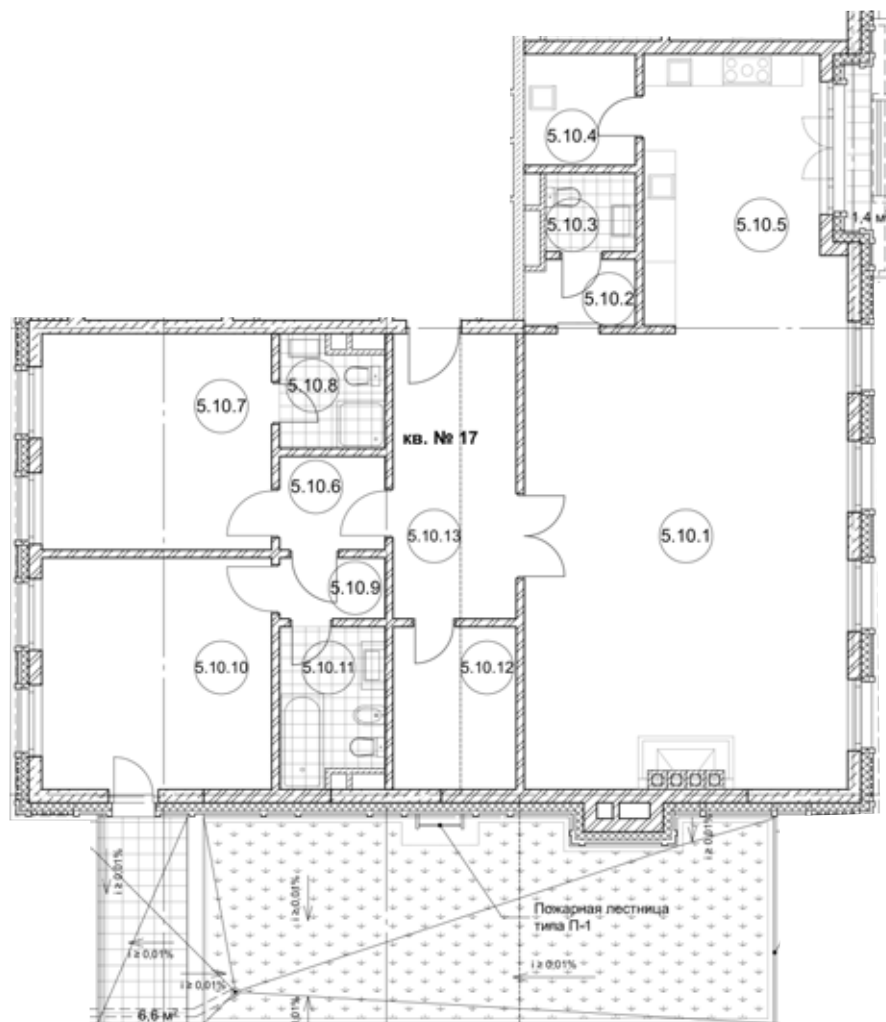 5.10.4
5.10.3
5.10.5
1.4 м
5.10.2
5.10.8
5.10.7
кв. № 17
5.10.6
5.10.13
5.10.1
5.10.9
5.10.10
5.10.11
5.10.12
i ≥ 0,01%
i ≥ 0,01%
i ≥ 0,01%
Пожарная лестница
типа П-1
i ≥ 0,01%
i ≥ 0,01%
i ≥ 0,01%
6,6 м²
0,01%